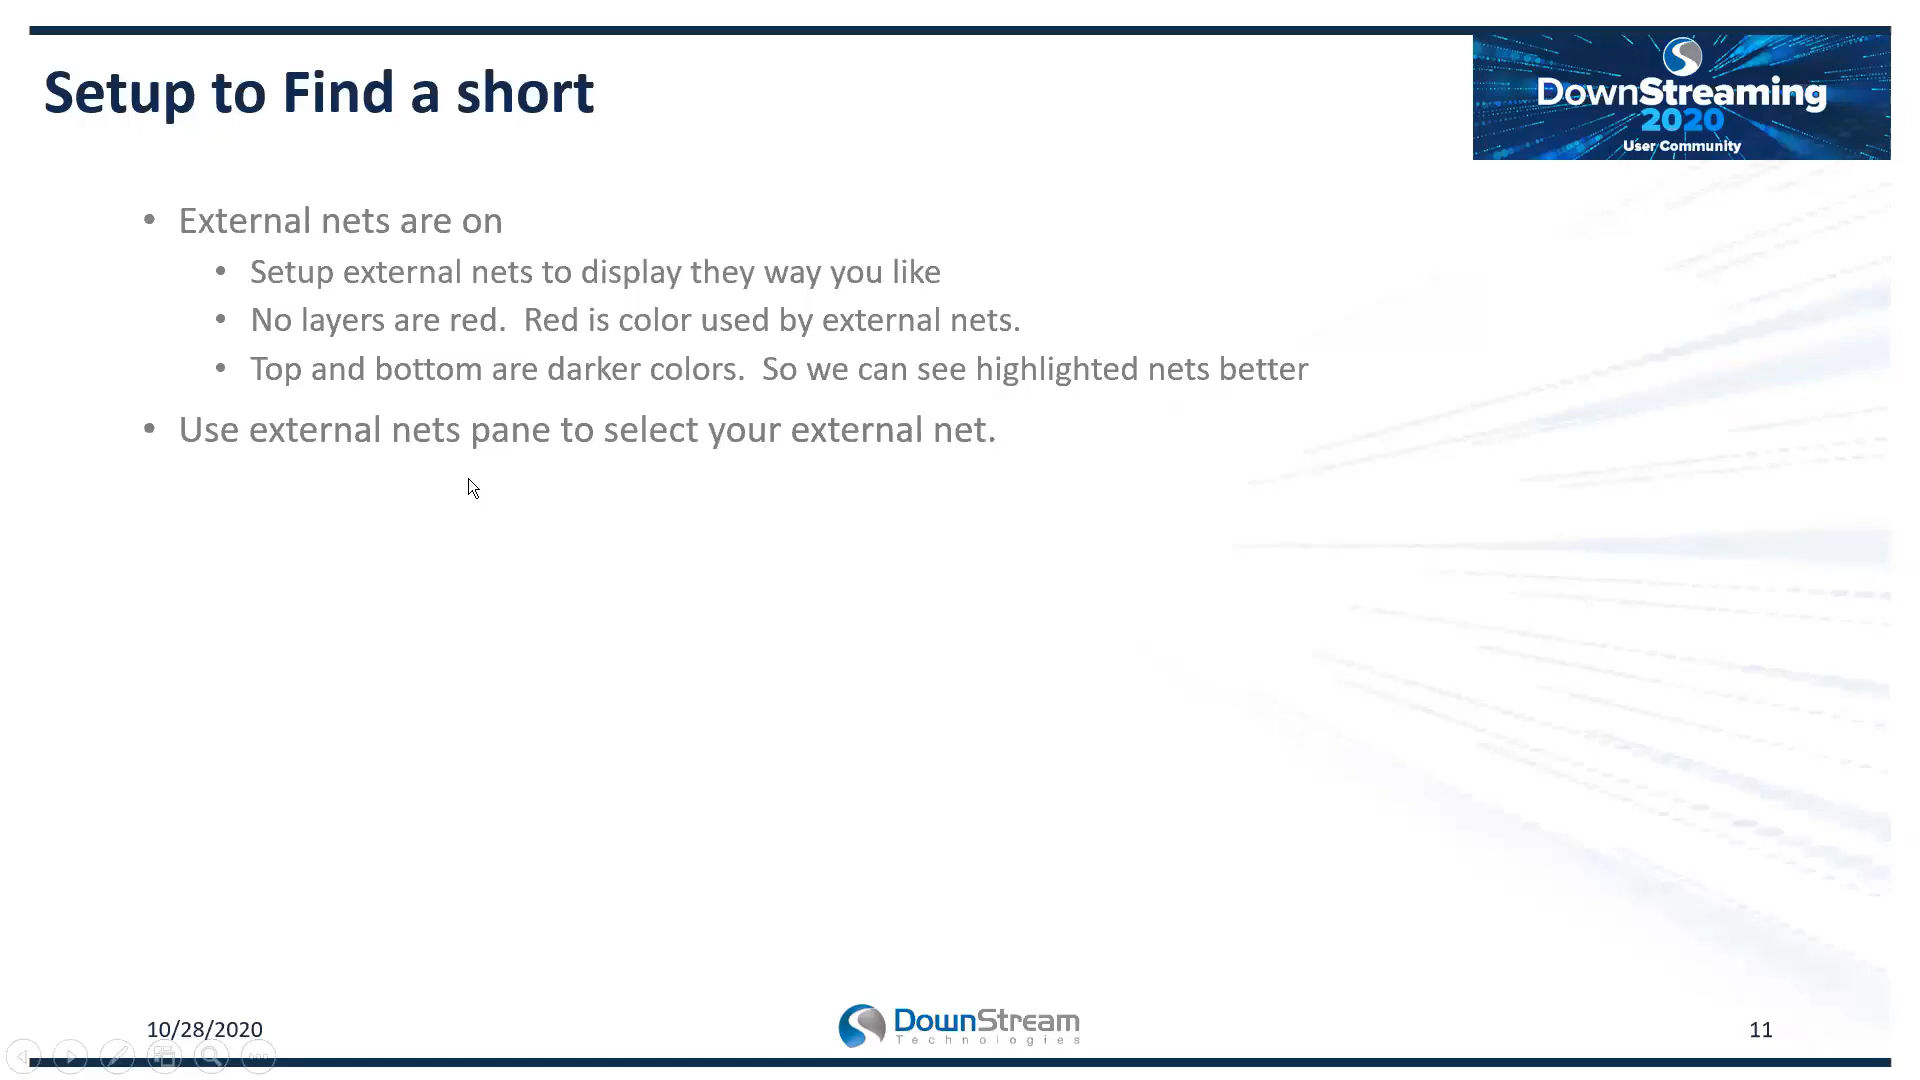 Setup to Find a short
DownStreaming
2020
User Community
• External nets are on
• Setup external nets to display they way you like
• No layers are red.  Red is color used by external nets.
• Top and bottom are darker colors.  So we can see highlighted nets better
• Use external nets pane to select your external net.
10/28/2020
DownStream
Technologies
11